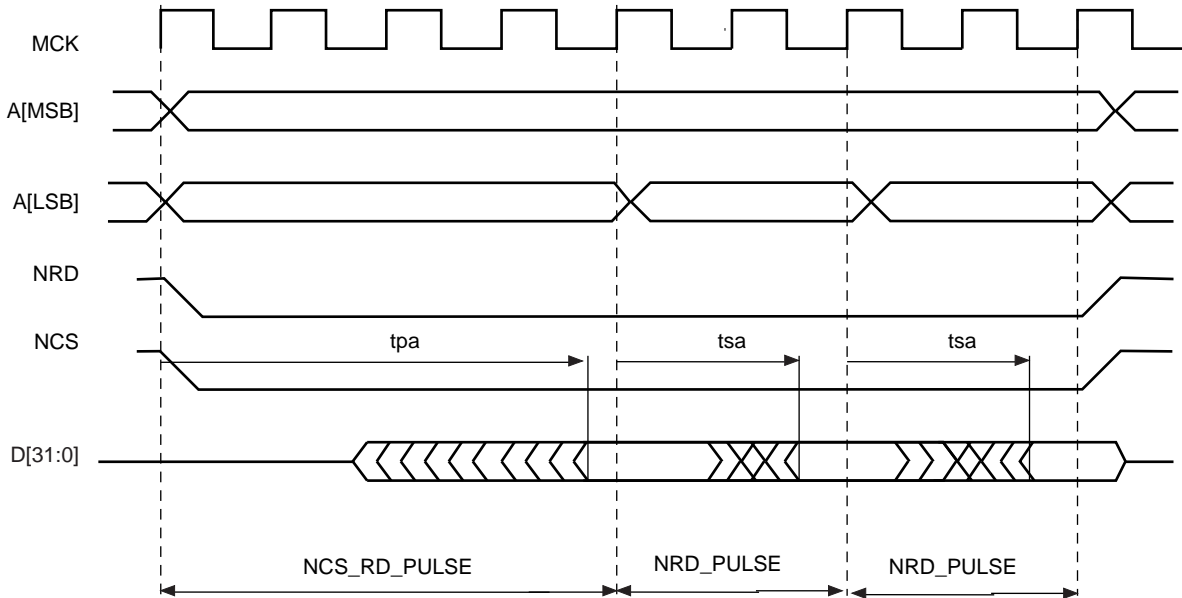 MCK
A[MSB]
A[LSB]
NRD
NCS
tpa
tsa
tsa
D[31:0]
NCS_RD_PULSE
NRD_PULSE
NRD_PULSE